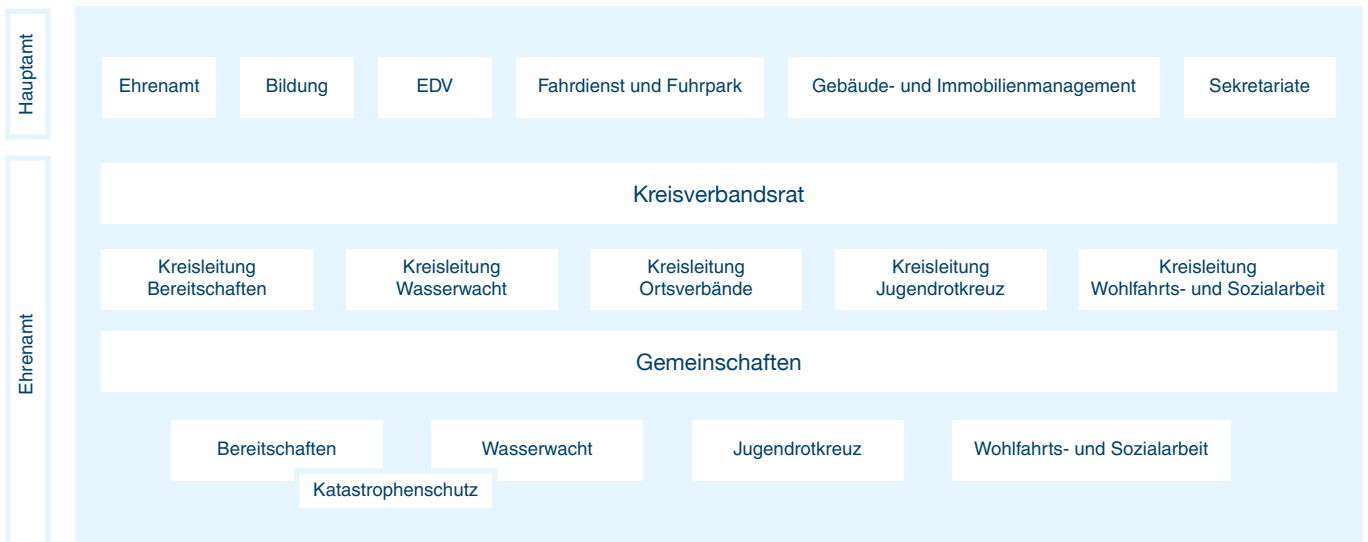 Hauptamt
Ehrenamt
Bildung
EDV
Fahrdienst und Fuhrpark
Gebäude- und Immobilienmanagement
Sekretariate
Ehrenamt
Kreisverbandsrat
Kreisleitung
Bereitschaften
Kreisleitung
Wasserwacht
Kreisleitung
Ortsverbände
Kreisleitung
Jugendrotkreuz
Kreisleitung
Wohlfahrts- und Sozialarbeit
Gemeinschaften
Bereitschaften
Wasserwacht
Jugendrotkreuz
Wohlfahrts- und Sozialarbeit
Katastrophenschutz